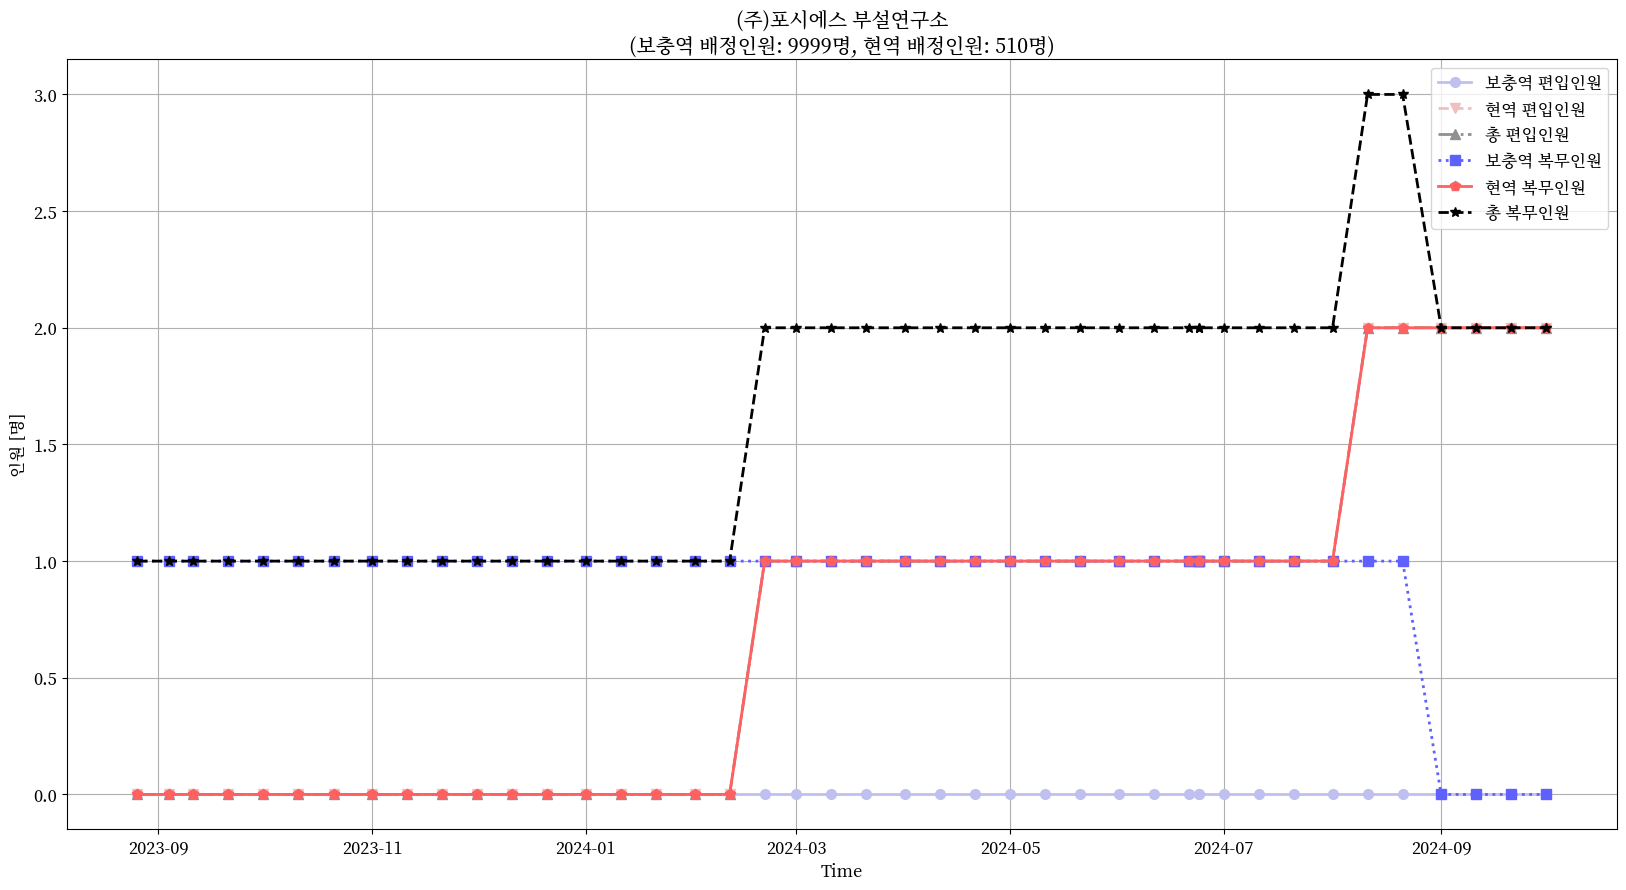 (주)포시에스 부설연구소
(보충역 배정인원: 9999명, 현역 배정인원: 510명)
보충역 편입인원
현역 편입인원
총 편입인원
보충역 복무인원
현역 복무인원
총 복무인원
인원 [명]
3.0
2.5
2.0
1.5
1.0
0.5
0.0
2023-09
2023-11
2024-01
2024-03
2024-05
2024-07
2024-09
Time